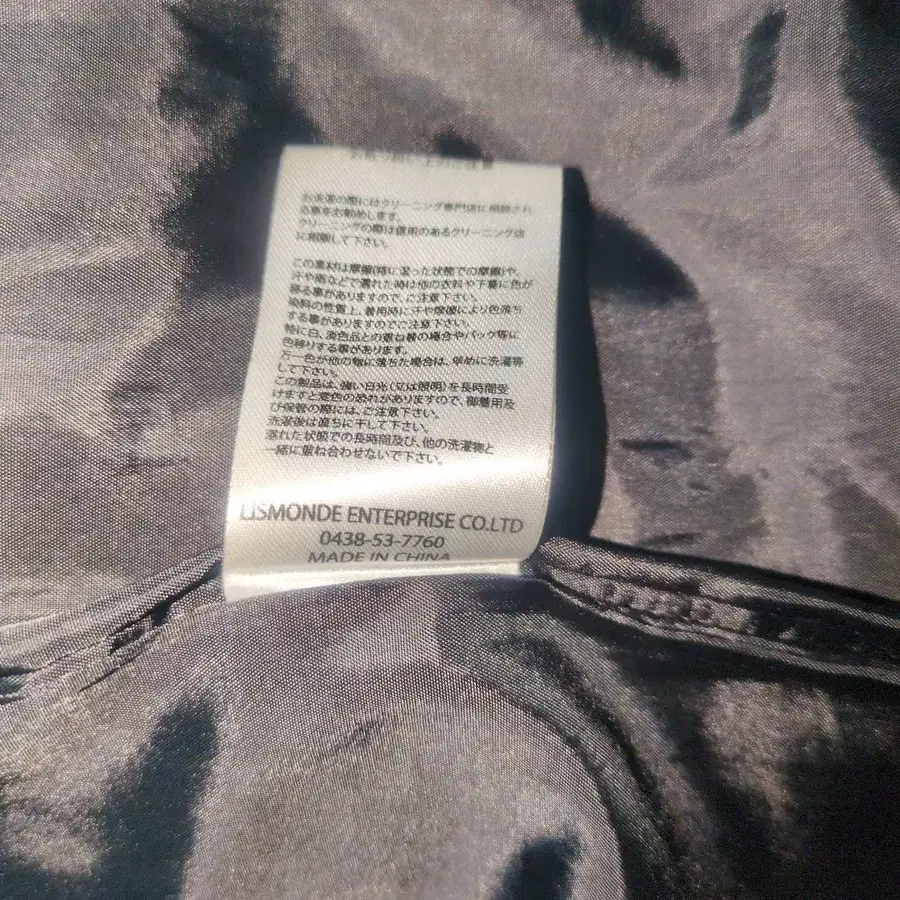 お取り扱い上のご注意
お洗濯の際にはクリーニング専門店に相談され
る事をお勧めします。
クリーニングの際は信用のあるクリーニング店
に相談して下さい。
この素材は摩擦(特に湿った状態での摩擦)や、
汗や雨などで濡れた時は他の衣料や下着に色が
移る事がありますので、ご注意下さい。
染料の性質上、着用時に汗や摩擦により色落ち
する事がありますのでご注意下さい。
特に白、淡色品との重ね着の場合やバック等に
色移りする事があります。
万一色が他の物に落ちた場合は、早めに洗濯等
して下さい。
この製品は、強い日光(又は照明)を長時間受
けますと変色の恐れがありますので、御着用及
び保管の際には、ご注意下さい。
洗濯後は直ちに干して下さい。
濡れた状態での長時間及び、他の洗濯物と
一緒に重ね合わせないで下さい。
LISMONDE ENTERPRISE CO.LTD
0438-53-7760
MADE IN CHINA